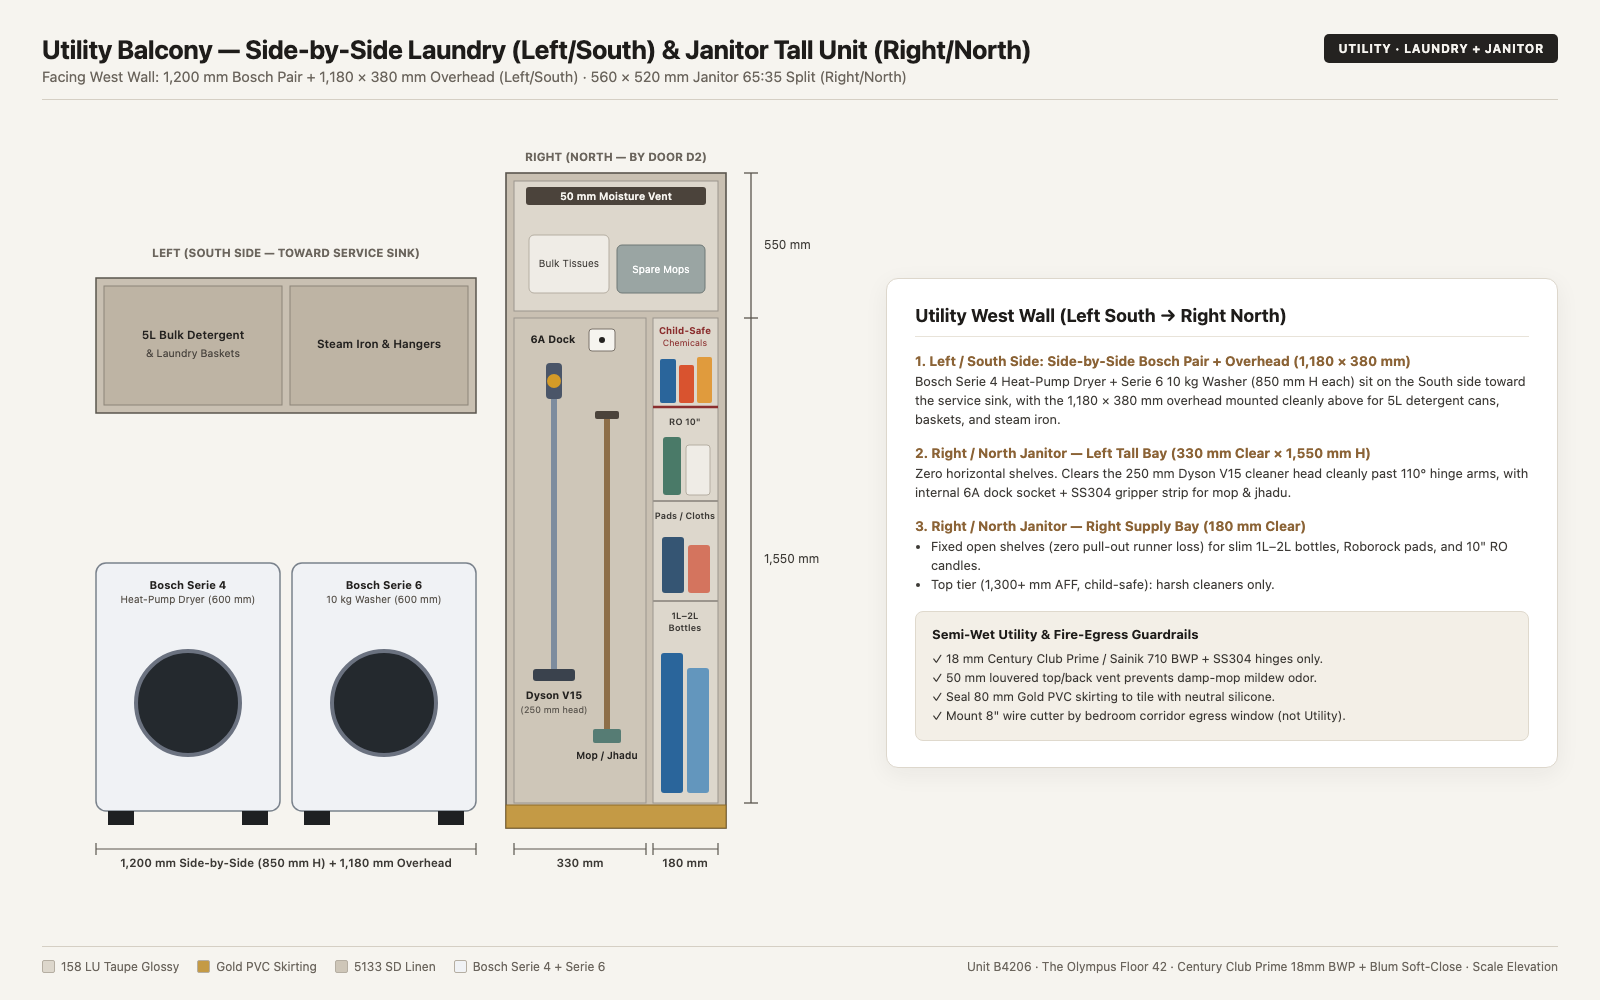 Utility Balcony — Side-by-Side Laundry (Left/South) & Janitor Tall Unit (Right/North)
UTILITY · LAUNDRY + JANITOR
Facing West Wall: 1,200 mm Bosch Pair + 1,180 × 380 mm Overhead (Left/South) · 560 × 520 mm Janitor 65:35 Split (Right/North)
RIGHT (NORTH — BY DOOR D2)
50 mm Moisture Vent
Bulk Tissues
Spare Mops
550 mm
LEFT (SOUTH SIDE — TOWARD SERVICE SINK)
5L Bulk Detergent
& Laundry Baskets
Steam Iron & Hangers
6A Dock
Child-Safe
Chemicals
RO 10"
Pads / Cloths
1L–2L
Bottles
1,550 mm
Dyson V15
(250 mm head)
Mop / Jhadu
Bosch Serie 4
Heat-Pump Dryer (600 mm)
Bosch Serie 6
10 kg Washer (600 mm)
1,200 mm Side-by-Side (850 mm H) + 1,180 mm Overhead
330 mm
180 mm
Utility West Wall (Left South → Right North)
1. Left / South Side: Side-by-Side Bosch Pair + Overhead (1,180 × 380 mm)
Bosch Serie 4 Heat-Pump Dryer + Serie 6 10 kg Washer (850 mm H each) sit on the South side toward
the service sink, with the 1,180 × 380 mm overhead mounted cleanly above for 5L detergent cans,
baskets, and steam iron.
2. Right / North Janitor — Left Tall Bay (330 mm Clear × 1,550 mm H)
Zero horizontal shelves. Clears the 250 mm Dyson V15 cleaner head cleanly past 110° hinge arms, with
internal 6A dock socket + SS304 gripper strip for mop & jhadu.
3. Right / North Janitor — Right Supply Bay (180 mm Clear)
• Fixed open shelves (zero pull-out runner loss) for slim 1L–2L bottles, Roborock pads, and 10" RO
candles.
• Top tier (1,300+ mm AFF, child-safe): harsh cleaners only.
Semi-Wet Utility & Fire-Egress Guardrails
✓ 18 mm Century Club Prime / Sainik 710 BWP + SS304 hinges only.
✓ 50 mm louvered top/back vent prevents damp-mop mildew odor.
✓ Seal 80 mm Gold PVC skirting to tile with neutral silicone.
✓ Mount 8" wire cutter by bedroom corridor egress window (not Utility).
158 LU Taupe Glossy
Gold PVC Skirting
5133 SD Linen
Bosch Serie 4 + Serie 6
Unit B4206 · The Olympus Floor 42 · Century Club Prime 18mm BWP + Blum Soft-Close · Scale Elevation